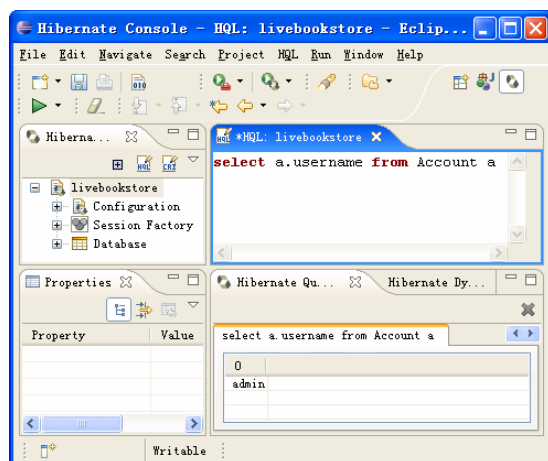 Hibernate Console - HQL: livebookstore - Eclip...
File Edit Navigate Search Project HQL Run Window Help
Hiberna...
*HQL: livebookstore
select a.username from Account a
livebookstore
Configuration
Session Factory
Database
Properties
Hibernate Qu...
Hibernate Dy...
Property Value
select a.username from Account a
0
admin
Writable